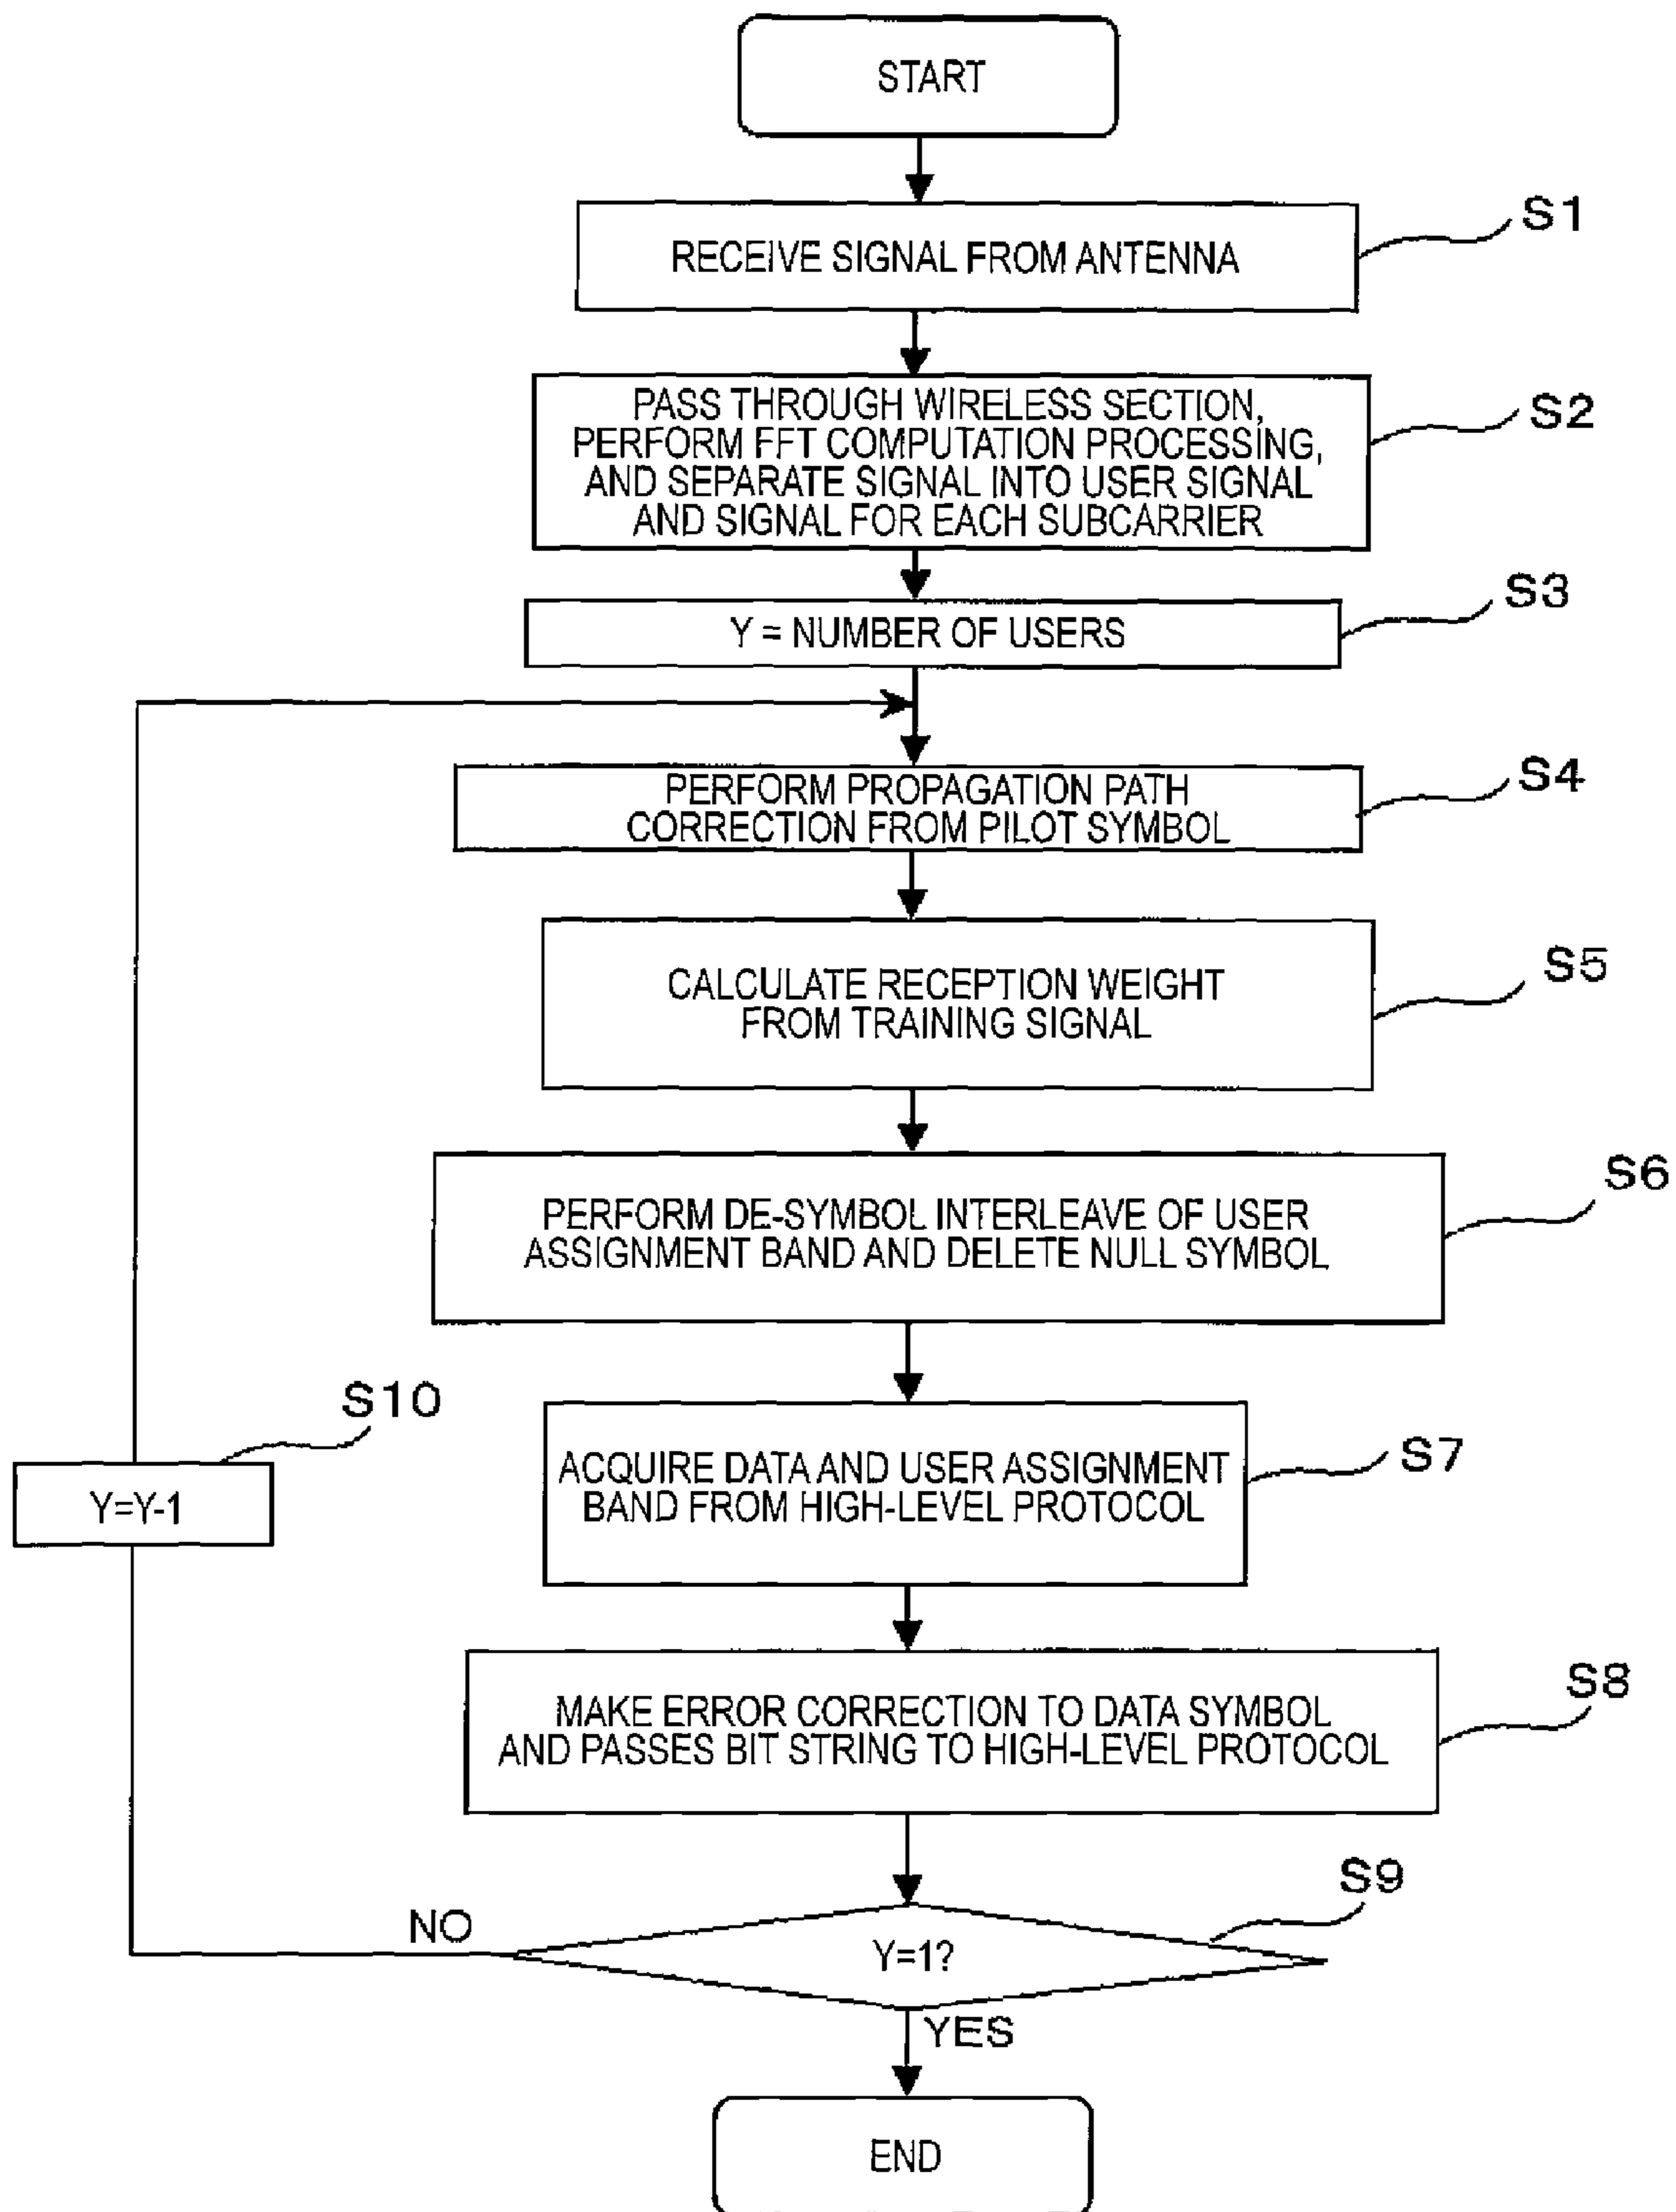 START
S1
RECEIVE SIGNAL FROM ANTENNA
S2
PASS THROUGH WIRELESS SECTION,
PERFORM FFT COMPUTATION PROCESSING,
AND SEPARATE SIGNAL INTO USER SIGNAL
AND SIGNAL FOR EACH SUBCARRIER
S3
Y = NUMBER OF USERS
S4
PERFORM PROPAGATION PATH
CORRECTION FROM PILOT SYMBOL
S5
CALCULATE RECEPTION WEIGHT
FROM TRAINING SIGNAL
S6
PERFORM DE-SYMBOL INTERLEAVE OF USER
ASSIGNMENT BAND AND DELETE NULL SYMBOL
S10
Y=Y-1
S7
ACQUIRE DATA AND USER ASSIGNMENT
BAND FROM HIGH-LEVEL PROTOCOL
S8
MAKE ERROR CORRECTION TO DATA SYMBOL
AND PASSES BIT STRING TO HIGH-LEVEL PROTOCOL
S9
NO
Y=1?
YES
END